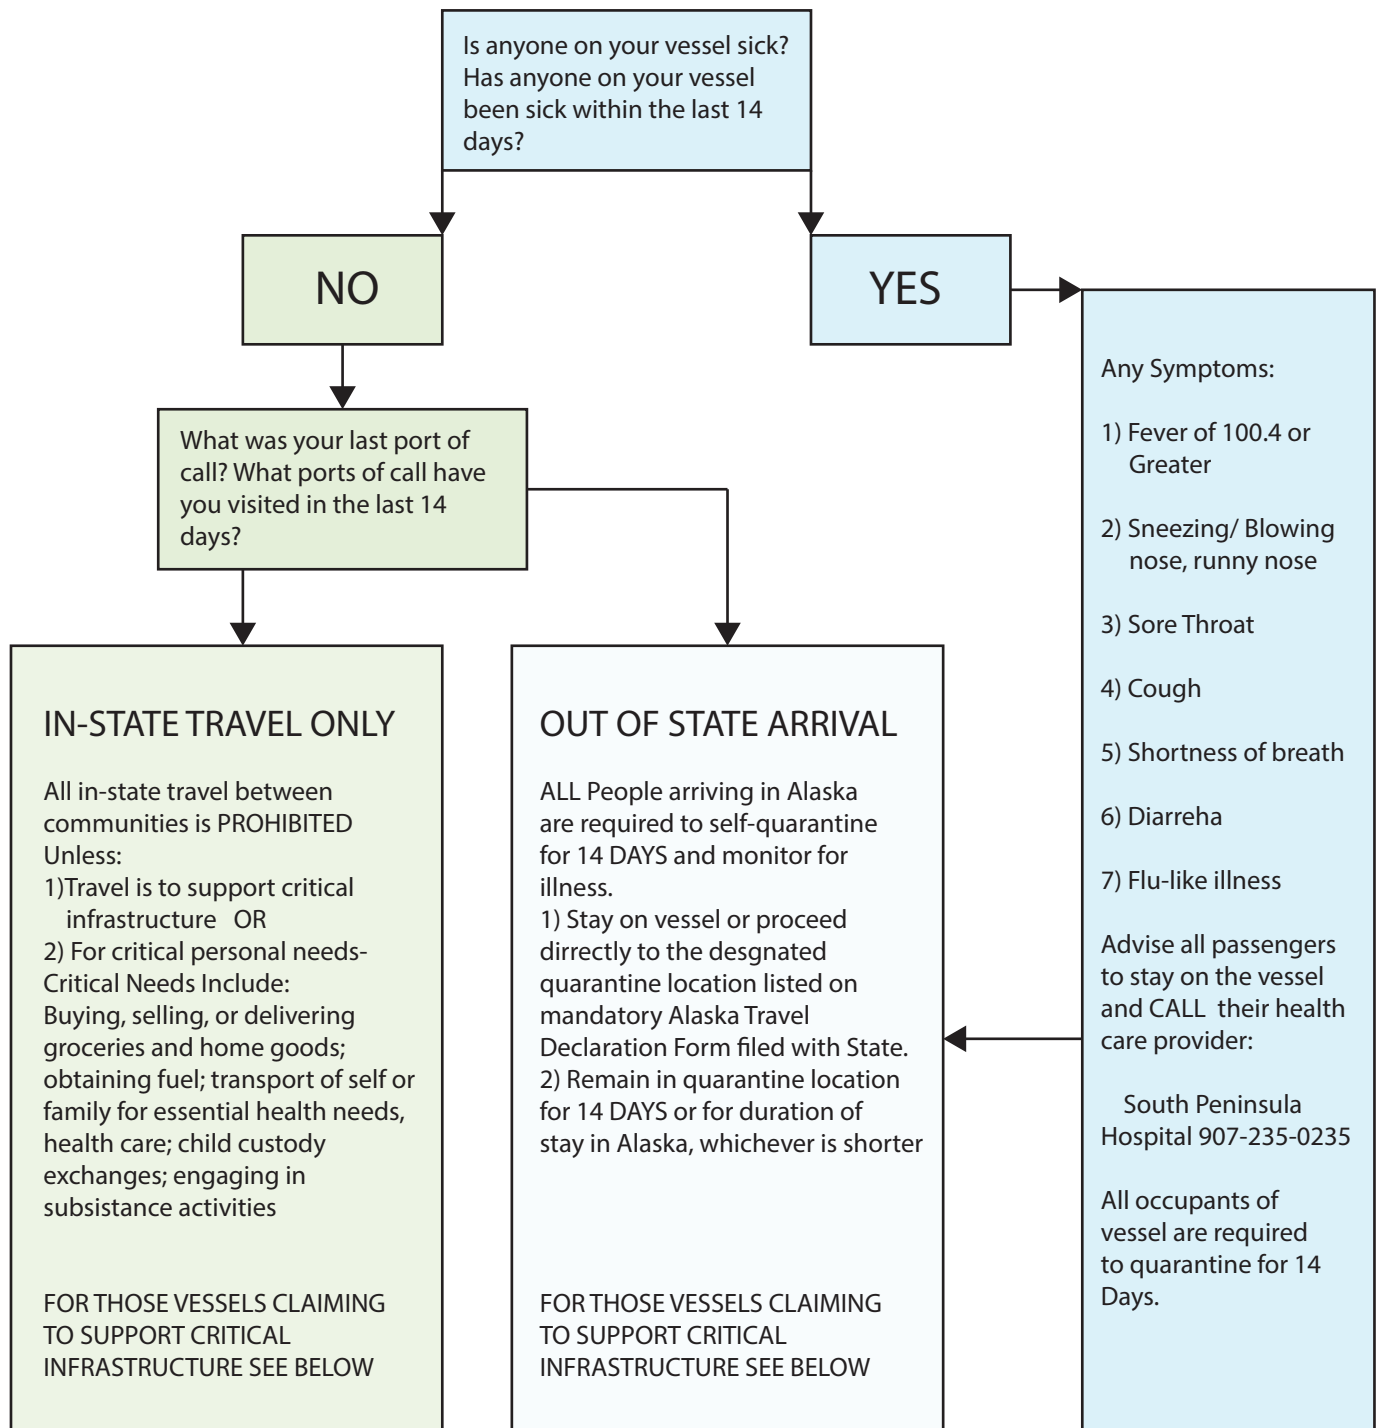 Is anyone on your vessel sick?
Has anyone on your vessel
been sick within the last 14
days?
NO
YES
What was your last port of
call? What ports of call have
you visited in the last 14
days?
IN-STATE TRAVEL ONLY
All in-state travel between
communities is PROHIBITED
Unless:
1)Travel is to support critical
infrastructure OR
2) For critical personal needs-
Critical Needs Include:
Buying, selling, or delivering
groceries and home goods;
obtaining fuel; transport of self or
family for essential health needs,
health care; child custody
exchanges; engaging in
subsistance activities
FOR THOSE VESSELS CLAIMING
TO SUPPORT CRITICAL
INFRASTRUCTURE SEE BELOW
OUT OF STATE ARRIVAL
ALL People arriving in Alaska
are required to self-quarantine
for 14 DAYS and monitor for
illness.
1) Stay on vessel or proceed
dirrectly to the desgnated
quarantine location listed on
mandatory Alaska Travel
Declaration Form filed with State.
2) Remain in quarantine location
for 14 DAYS or for duration of
stay in Alaska, whichever is shorter
FOR THOSE VESSELS CLAIMING
TO SUPPORT CRITICAL
INFRASTRUCTURE SEE BELOW
Any Symptoms:
1) Fever of 100.4 or
Greater
2) Sneezing/ Blowing
nose, runny nose
3) Sore Throat
4) Cough
5) Shortness of breath
6) Diarreha
7) Flu-like illness
Advise all passengers
to stay on the vessel
and CALL their health
care provider:
South Peninsula
Hospital 907-235-0235
All occupants of
vessel are required
to quarantine for 14
Days.